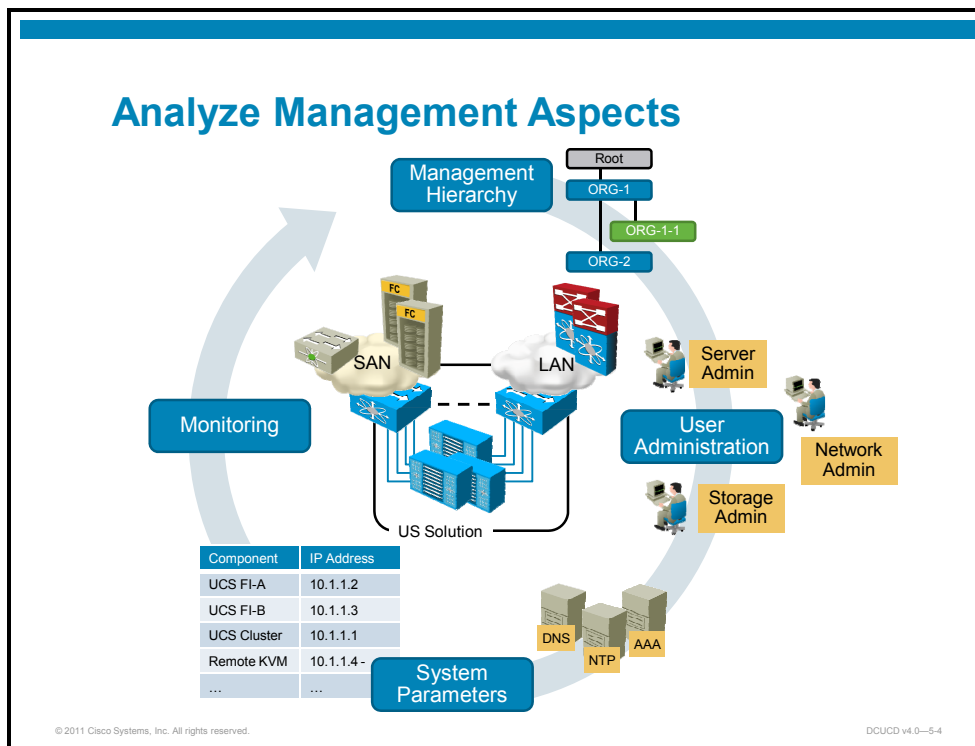 Analyze Management Aspects
Management
Hierarchy
Root
ORG-1
ORG-1-1
ORG-2
FC
FC
SAN
LAN
Server
Admin
Monitoring
User
Administration
Network
Admin
Storage
Admin
US Solution
Component IP Address
UCS FI-A 10.1.1.2
UCS FI-B 10.1.1.3
UCS Cluster 10.1.1.1
Remote KVM 10.1.1.4 -
... ...
DNS
NTP
AAA
System
Parameters
© 2011 Cisco Systems, Inc. All rights reserved.
DCUCD v4.0—5-4